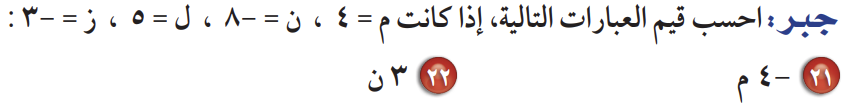 جبر: احسب قيم العبارات التالية، إذا كانت م = ٤ ، ن = -٨ ، ل = ٥ ، ز = -٣ :
٢١ -٤ م ٢٢ ٣ ن